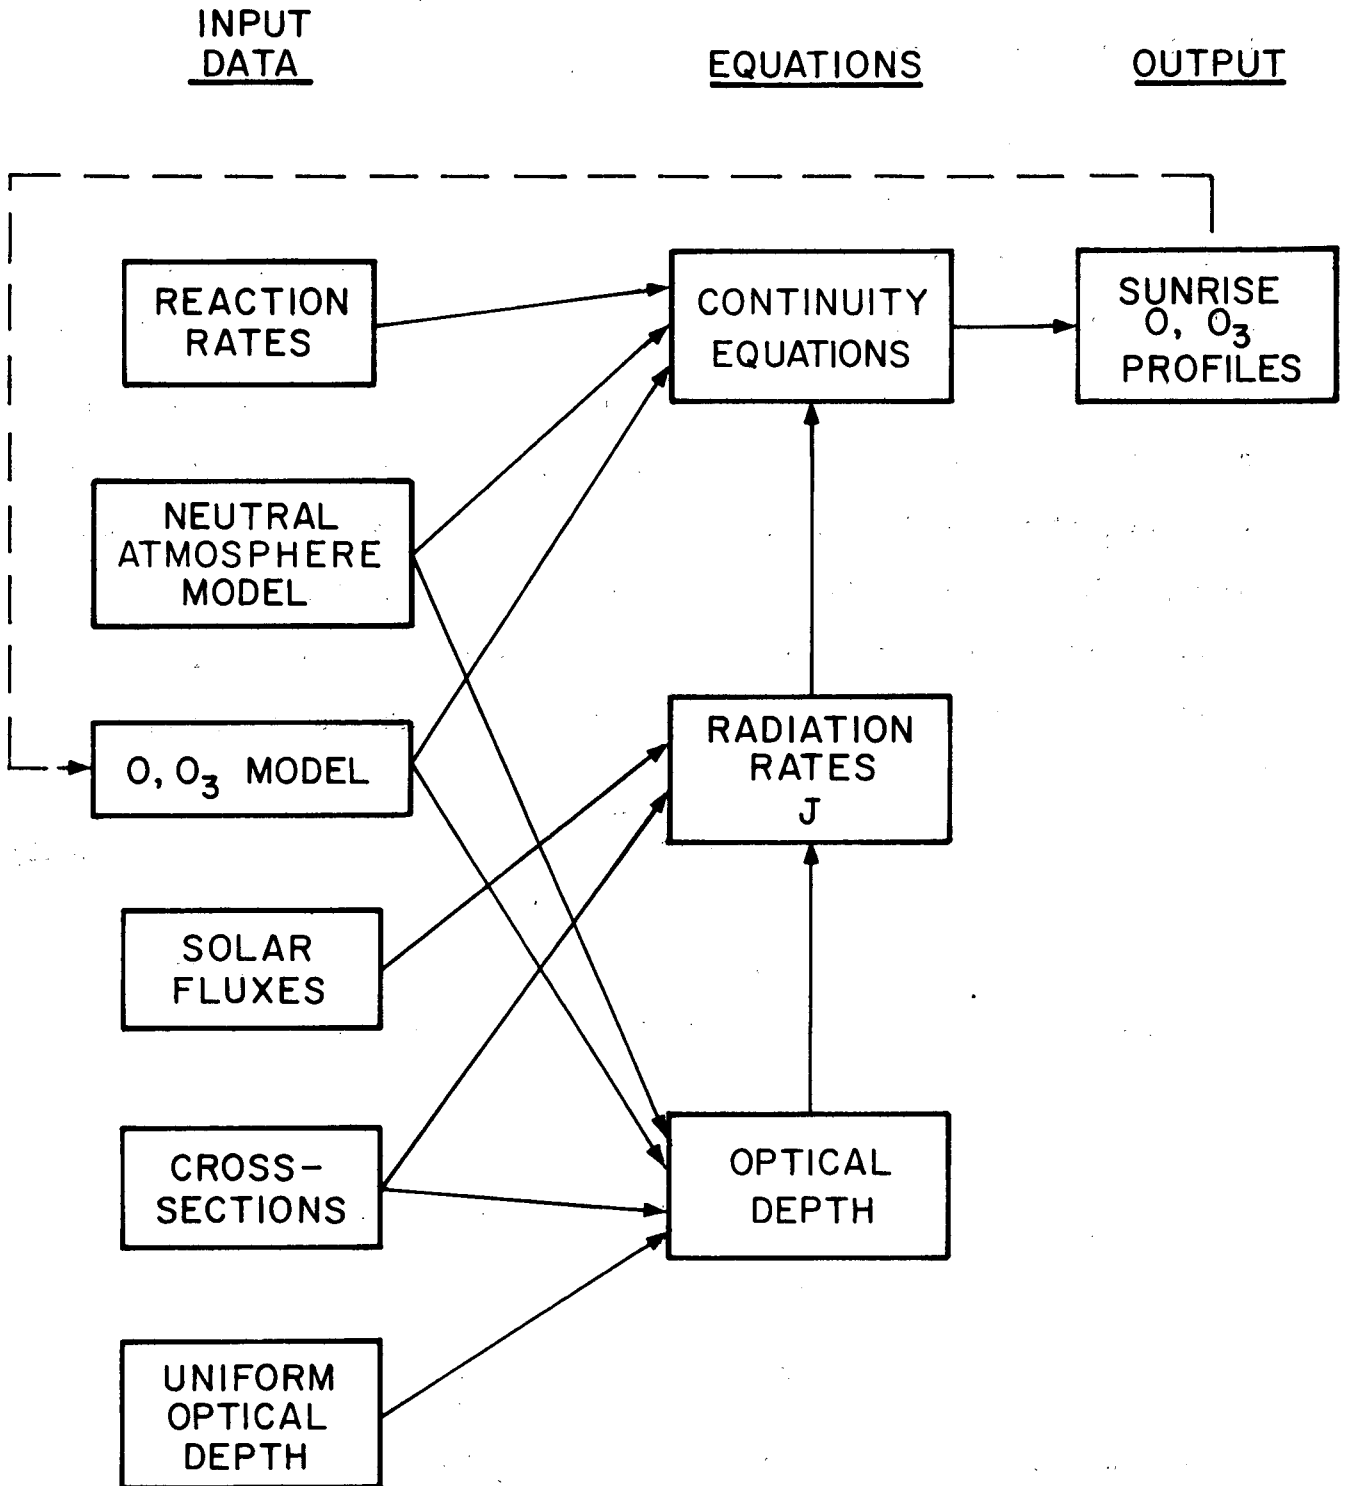 INPUT
DATA
EQUATIONS
OUTPUT
REACTION
RATES
CONTINUITY
EQUATIONS
SUNRISE
O, O₃
PROFILES
NEUTRAL
ATMOSPHERE
MODEL
O, O₃ MODEL
RADIATION
RATES
J
SOLAR
FLUXES
CROSS-
SECTIONS
OPTICAL
DEPTH
UNIFORM
OPTICAL
DEPTH